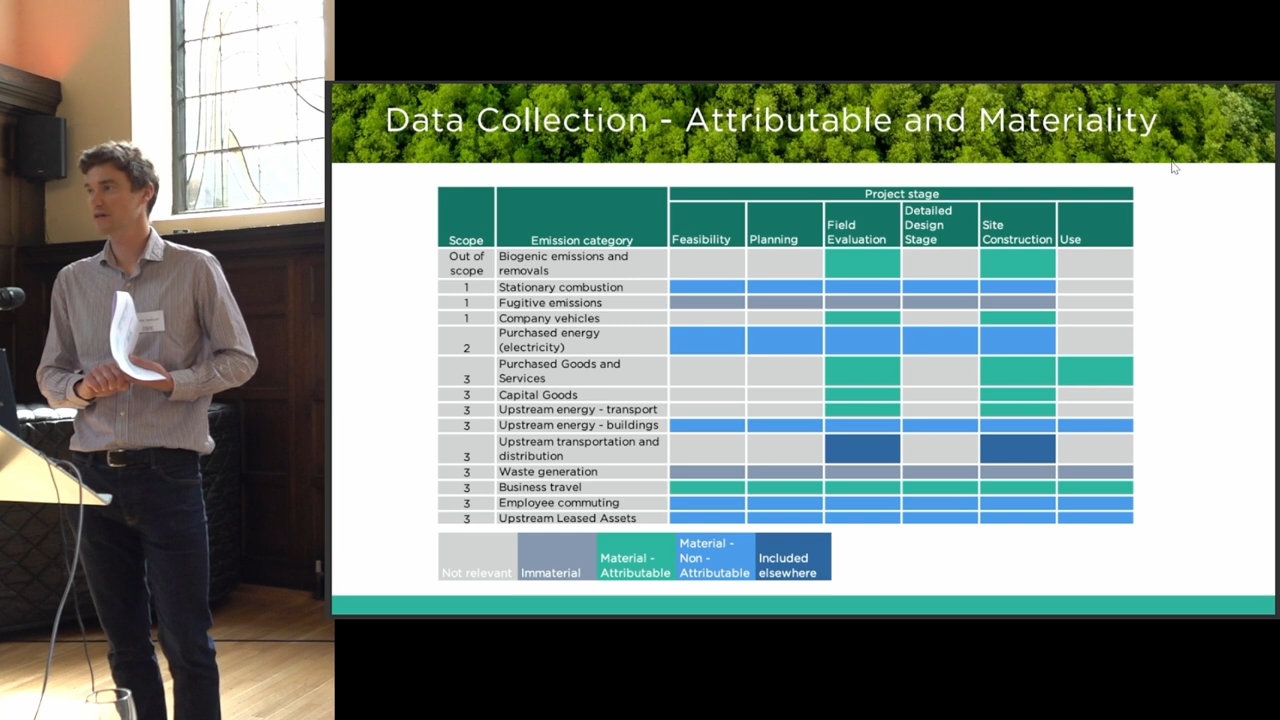 Data Collection - Attributable and Materiality
Project stage
Scope
Emission category
Feasibility
Planning
Field
Evaluation
Detailed
Design
Stage
Site
Construction
Use
Out of
scope
Biogenic emissions and
removals
1
Stationary combustion
1
Fugitive emissions
1
Company vehicles
2
Purchased energy
(electricity)
3
Purchased Goods and
Services
3
Capital Goods
3
Upstream energy - transport
3
Upstream energy - buildings
3
Upstream transportation and
distribution
3
Waste generation
3
Business travel
3
Employee commuting
3
Upstream Leased Assets
Not relevant
Immaterial
Material -
Attributable
Material -
Non -
Attributable
Included
elsewhere